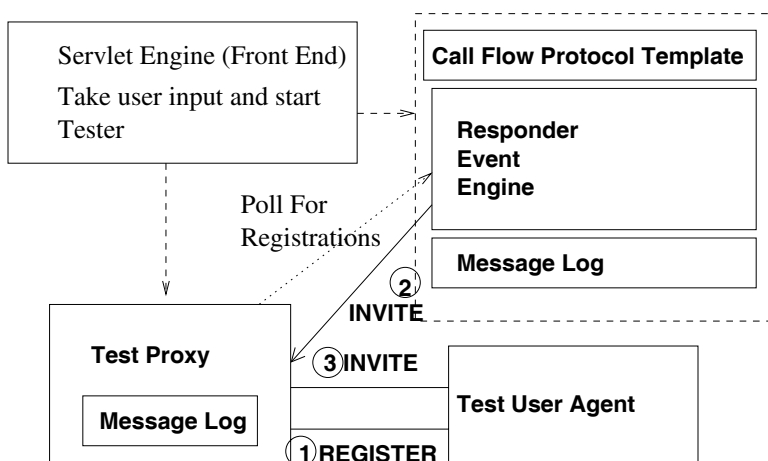 Servlet Engine (Front End)
Take user input and start
Tester
Call Flow Protocol Template
Responder
Event
Engine
Message Log
Poll For
Registrations
2
INVITE
Test Proxy
Message Log
3 INVITE
1 REGISTER
Test User Agent